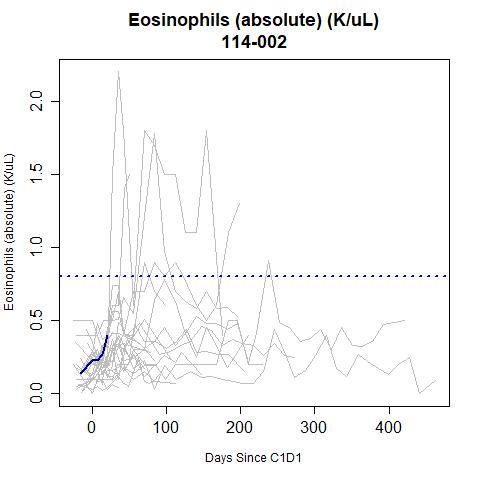 Eosinophils (absolute) (K/uL)
114-002
Eosinophils (absolute) (K/uL)
2.0
1.5
1.0
0.5
0.0
0 100 200 300 400
Days Since C1D1